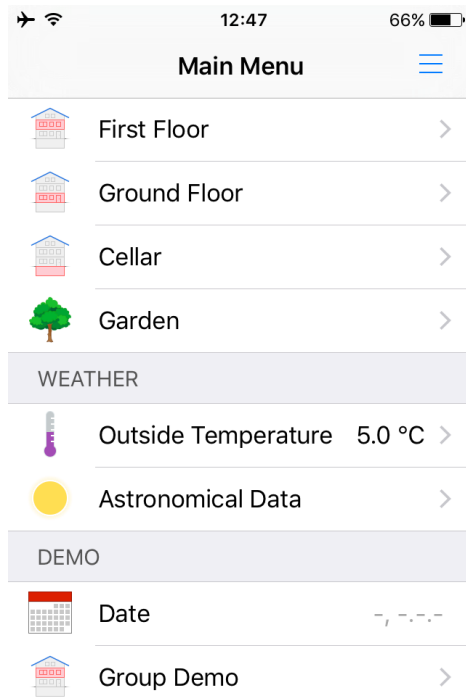 12:47 66%
Main Menu
First Floor
Ground Floor
Cellar
Garden
WEATHER
Outside Temperature 5.0 °C
Astronomical Data
DEMO
Date -, -.-.-
Group Demo